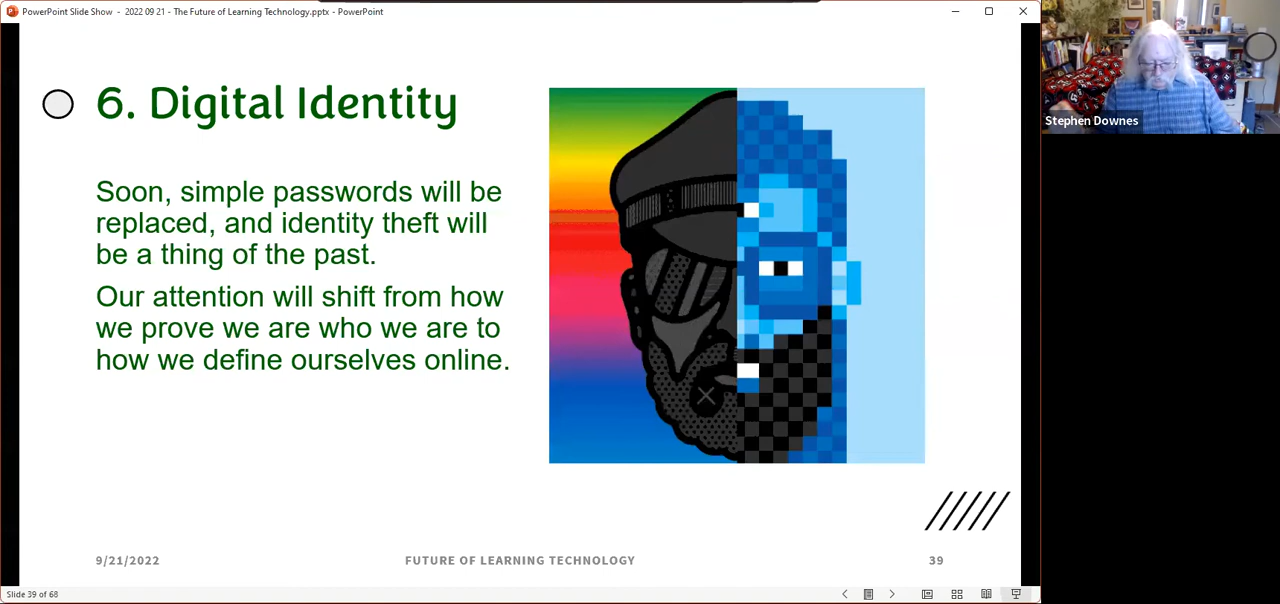 PowerPoint Slide Show - 2022 09 21 - The Future of Learning Technology.pptx - PowerPoint
6. Digital Identity
Soon, simple passwords will be
replaced, and identity theft will
be a thing of the past.
Our attention will shift from how
we prove we are who we are to
how we define ourselves online.
9/21/2022
FUTURE OF LEARNING TECHNOLOGY
39
Slide 39 of 68
Stephen Downes